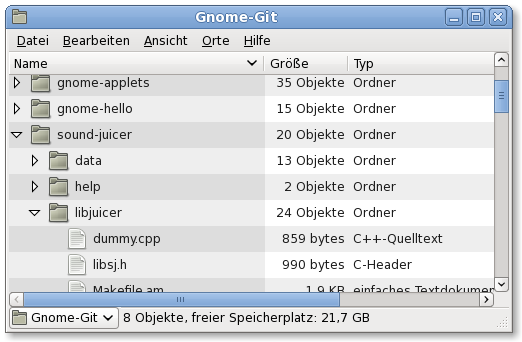 Gnome-Git
Datei Bearbeiten Ansicht Orte Hilfe
Name Größe Typ
gnome-applets 35 Objekte Ordner
gnome-hello 15 Objekte Ordner
sound-juicer 20 Objekte Ordner
data 13 Objekte Ordner
help 2 Objekte Ordner
libjuicer 24 Objekte Ordner
dummy.cpp 859 bytes C++-Quelltext
libsj.h 990 bytes C-Header
Makefile.am 1,9 KB einfaches Textdokumen
Gnome-Git 8 Objekte, freier Speicherplatz: 21,7 GB